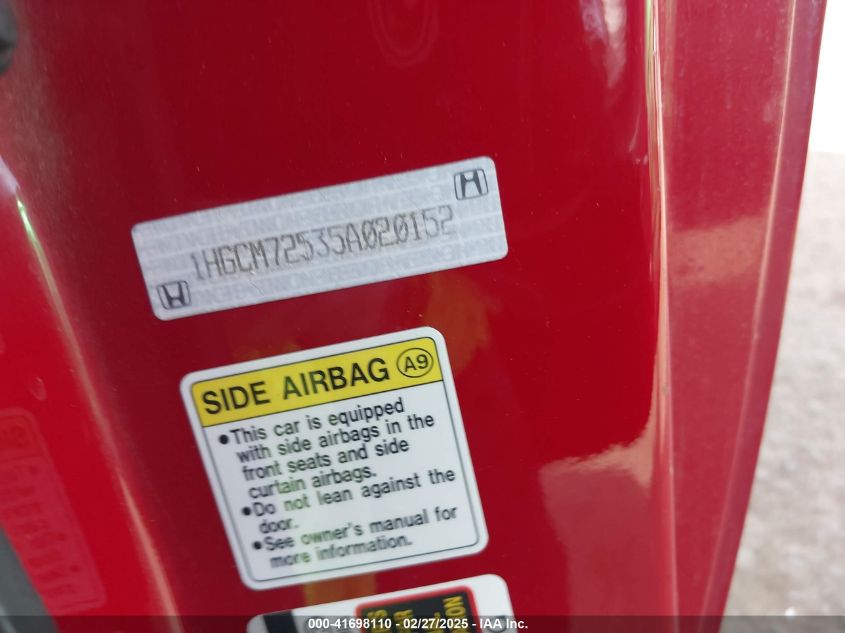 1HGCM72535A020152
SIDE AIRBAG A9
•This car is equipped
with side airbags in the
front seats and side
curtain airbags.
•Do not lean against the
door.
•See owner's manual for
more information.
000-41698110 - 02/27/2025 - IAA, Inc.